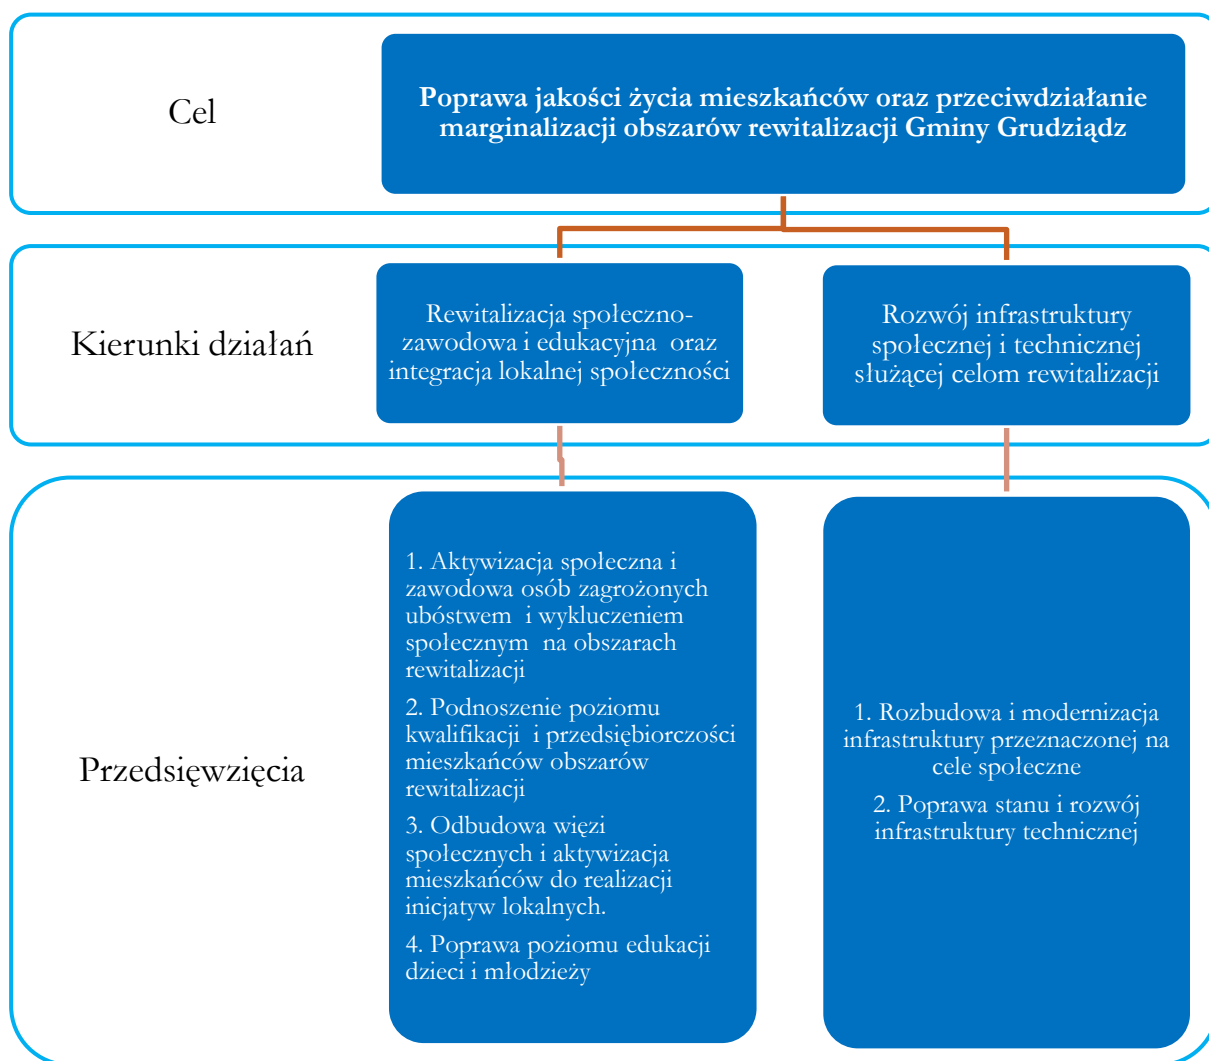 Cel
Poprawa jakości życia mieszkańców oraz przeciwdziałanie
marginalizacji obszarów rewitalizacji Gminy Grudziądz
Kierunki działań
Rewitalizacja społeczno-
zawodowa i edukacyjna oraz
integracja lokalnej społeczności
Rozwój infrastruktury
społecznej i technicznej
służącej celom rewitalizacji
Przedsięwzięcia
1. Aktywizacja społeczna i
zawodowa osób zagrożonych
ubóstwem i wykluczeniem
społecznym na obszarach
rewitalizacji
2. Podnoszenie poziomu
kwalifikacji i przedsiębiorczości
mieszkańców obszarów
rewitalizacji
3. Odbudowa więzi
społecznych i aktywizacja
mieszkańców do realizacji
inicjatyw lokalnych.
4. Poprawa poziomu edukacji
dzieci i młodzieży
1. Rozbudowa i modernizacja
infrastruktury przeznaczonej na
cele społeczne
2. Poprawa stanu i rozwój
infrastruktury technicznej